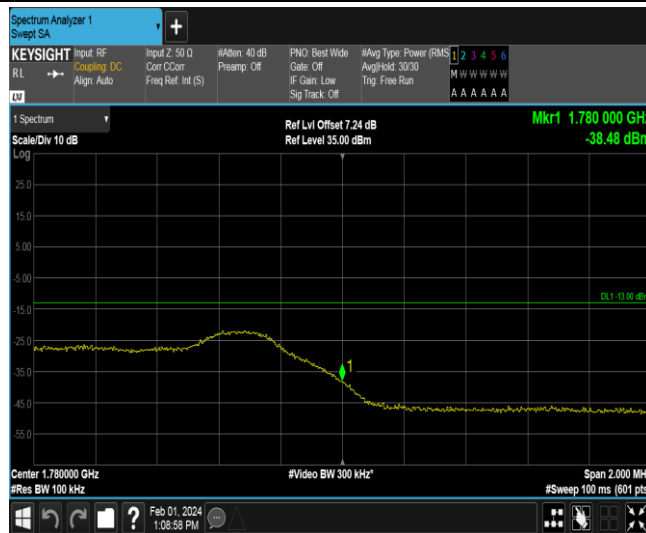 Spectrum Analyzer 1
Swept SA
+
KEYSIGHT
RL
Input: RF
Coupling: DC
Align: Auto
Input Z: 50 Ω
Corr CCorr
Freq Ref: Int (S)
#Atten: 40 dB
Preamp: Off
PNO: Best Wide
Gate: Off
IF Gain: Low
Sig Track: Off
#Avg Type: Power (RMS
Avg|Hold: 30/30
Trig: Free Run
1 2 3 4 5 6
M W W W W W
A A A A A A
LXI
1 Spectrum
Scale/Div 10 dB
Log
Ref Lvl Offset 7.24 dB
Ref Level 35.00 dBm
Mkr1 1.780 000 GHz
-38.48 dBm
25.0
15.0
5.00
-5.00
DL1 -13.00 dBm
-15.0
-25.0
-35.0
1
-45.0
-55.0
Center 1.780000 GHz
#Res BW 100 kHz
#Video BW 300 kHz*
Span 2.000 MH
#Sweep 100 ms (601 pts
?
Feb 01, 2024
1:08:58 PM